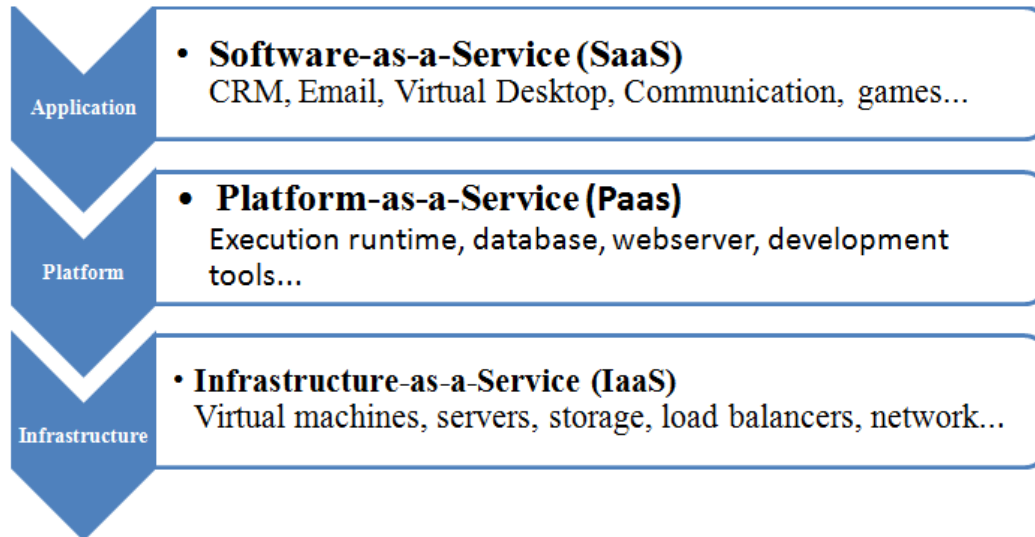 Application
• Software-as-a-Service (SaaS)
CRM, Email, Virtual Desktop, Communication, games...
Platform
• Platform-as-a-Service (Paas)
Execution runtime, database, webserver, development
tools...
Infrastructure
• Infrastructure-as-a-Service (IaaS)
Virtual machines, servers, storage, load balancers, network...